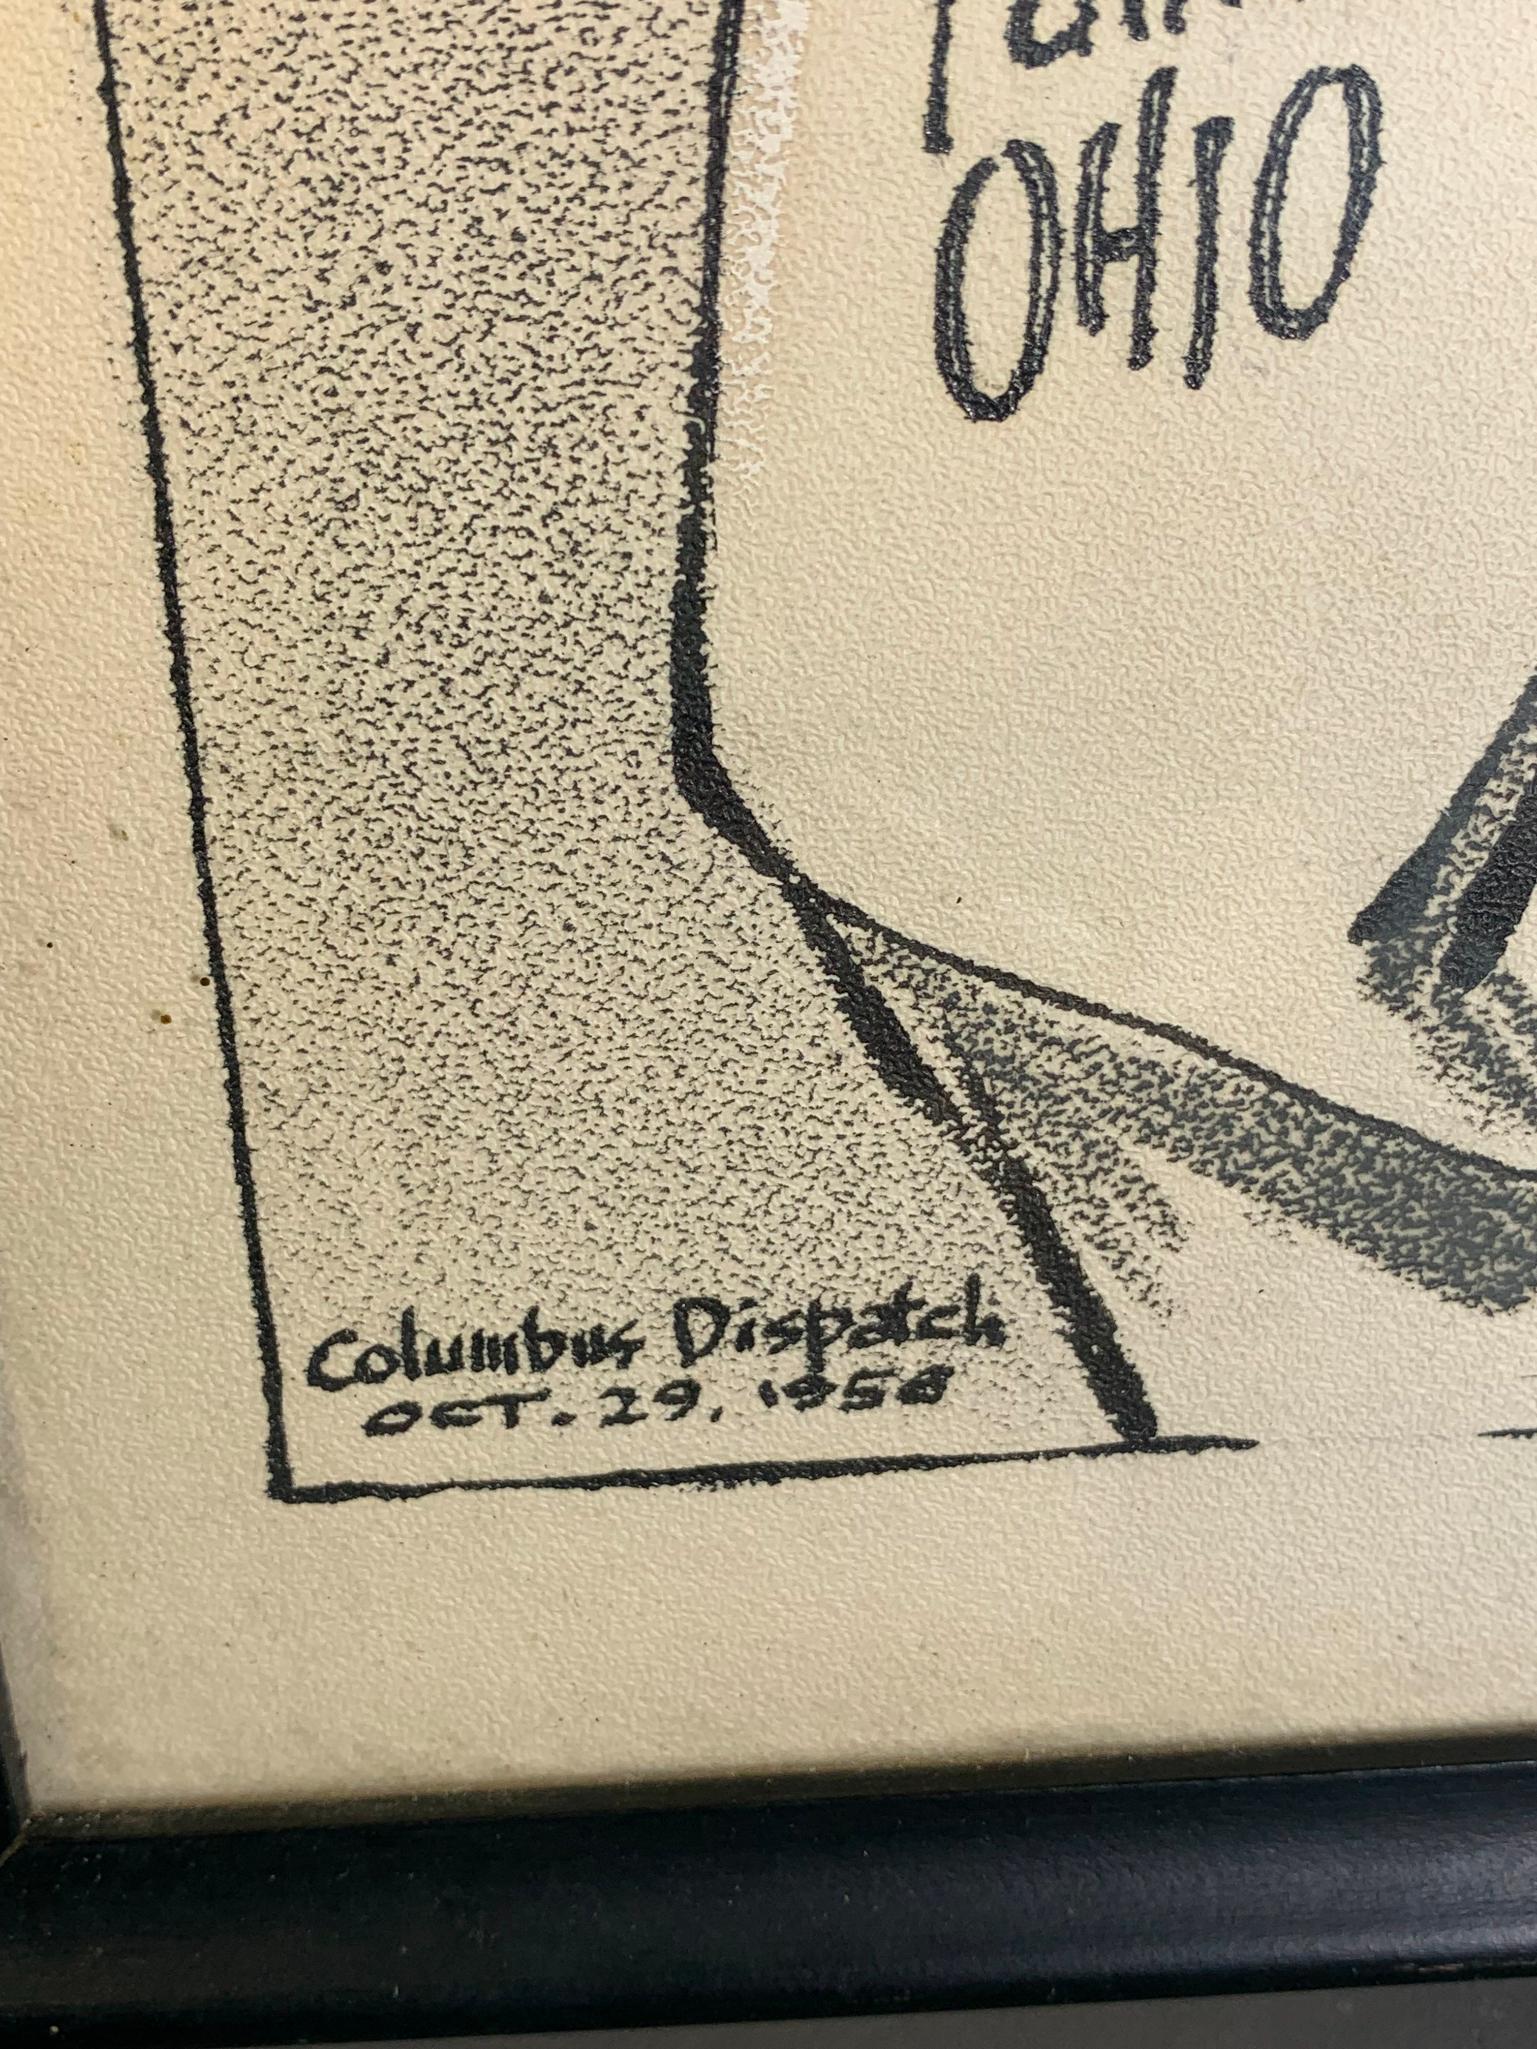 OHIO
Columbus Dispatch
OCT. 29, 1958